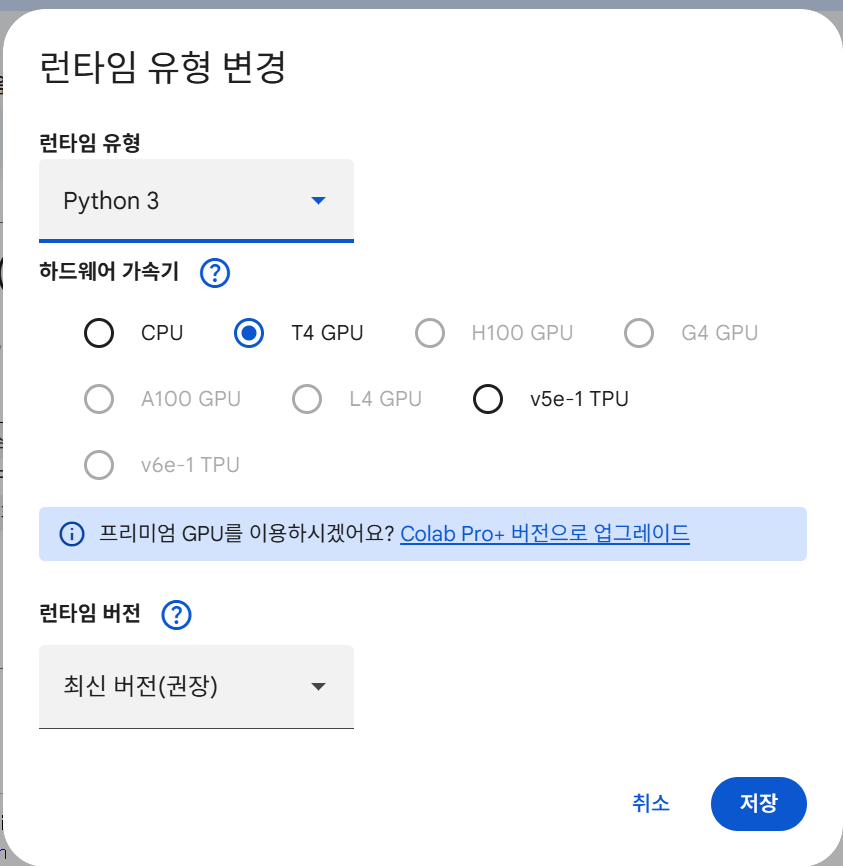 런타임 유형 변경
런타임 유형
Python 3
하드웨어 가속기 ?
CPU T4 GPU H100 GPU G4 GPU
A100 GPU L4 GPU v5e-1 TPU
v6e-1 TPU
프리미엄 GPU를 이용하시겠어요? Colab Pro+ 버전으로 업그레이드
런타임 버전 ?
최신 버전(권장)
취소 저장